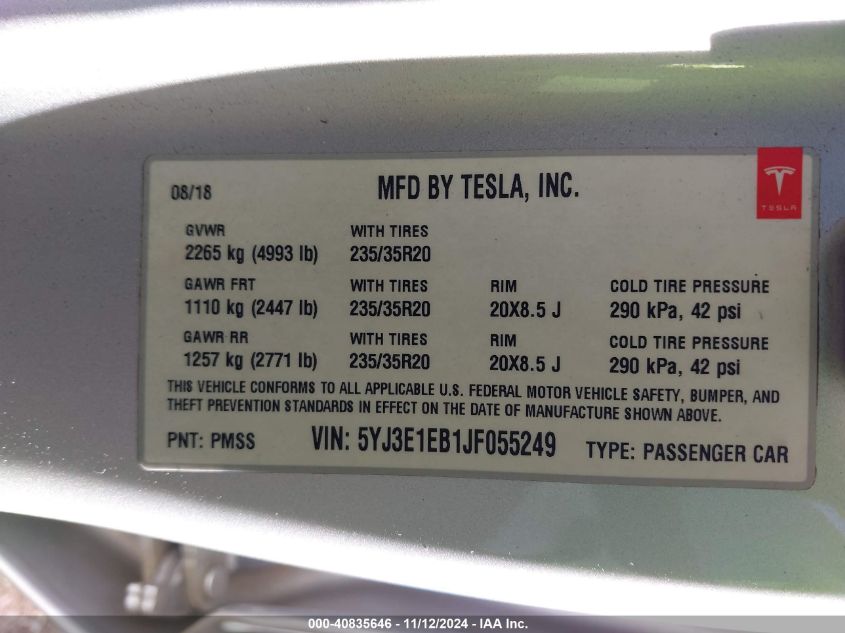 08/18 MFD BY TESLA, INC.
TESLA
GVWR WITH TIRES
2265 kg (4993 lb) 235/35R20
GAWR FRT WITH TIRES RIM COLD TIRE PRESSURE
1110 kg (2447 lb) 235/35R20 20X8.5 J 290 kPa, 42 psi
GAWR RR WITH TIRES RIM COLD TIRE PRESSURE
1257 kg (2771 lb) 235/35R20 20X8.5 J 290 kPa, 42 psi
THIS VEHICLE CONFORMS TO ALL APPLICABLE U.S. FEDERAL MOTOR VEHICLE SAFETY, BUMPER, AND
THEFT PREVENTION STANDARDS IN EFFECT ON THE DATE OF MANUFACTURE SHOWN ABOVE.
PNT: PMSS VIN: 5YJ3E1EB1JF055249 TYPE: PASSENGER CAR
000-40835646 - 11/12/2024 - IAA Inc.